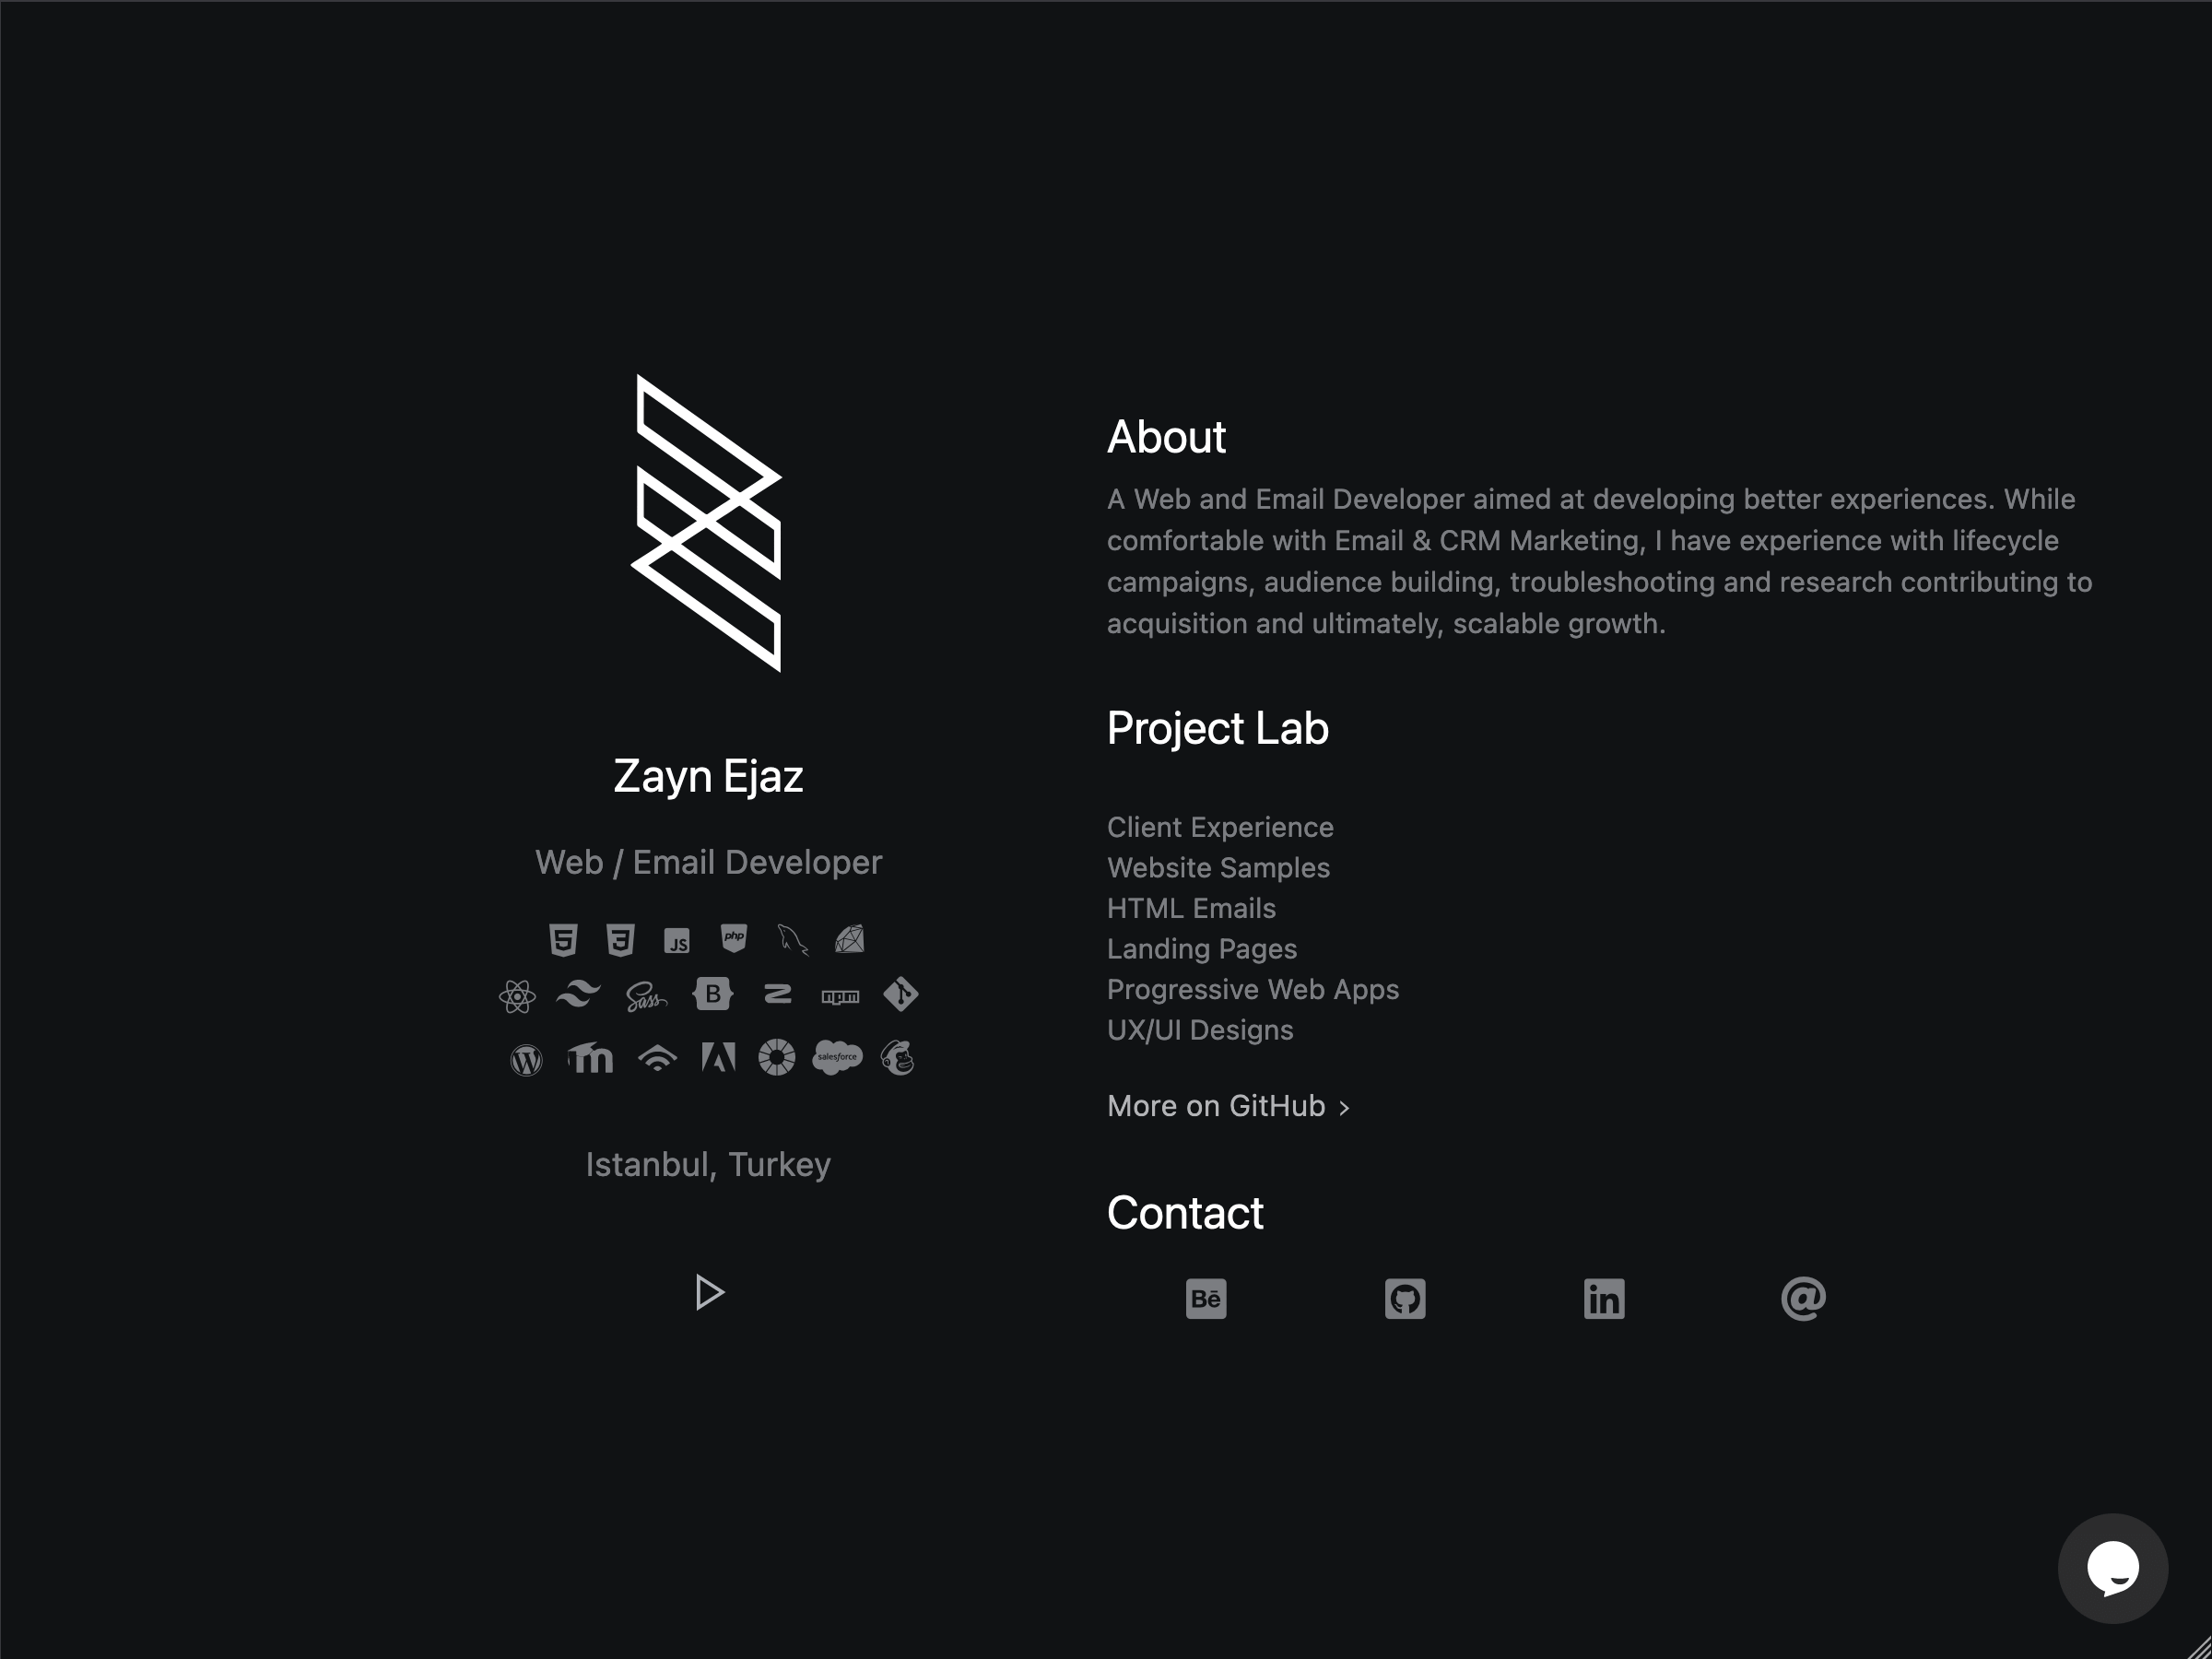 Zayn Ejaz
Web / Email Developer
5 3 JS php
Sass B npm
W m salesforce
Istanbul, Turkey
About
A Web and Email Developer aimed at developing better experiences. While
comfortable with Email & CRM Marketing, I have experience with lifecycle
campaigns, audience building, troubleshooting and research contributing to
acquisition and ultimately, scalable growth.
Project Lab
Client Experience
Website Samples
HTML Emails
Landing Pages
Progressive Web Apps
UX/UI Designs
More on GitHub >
Contact
Bē in @